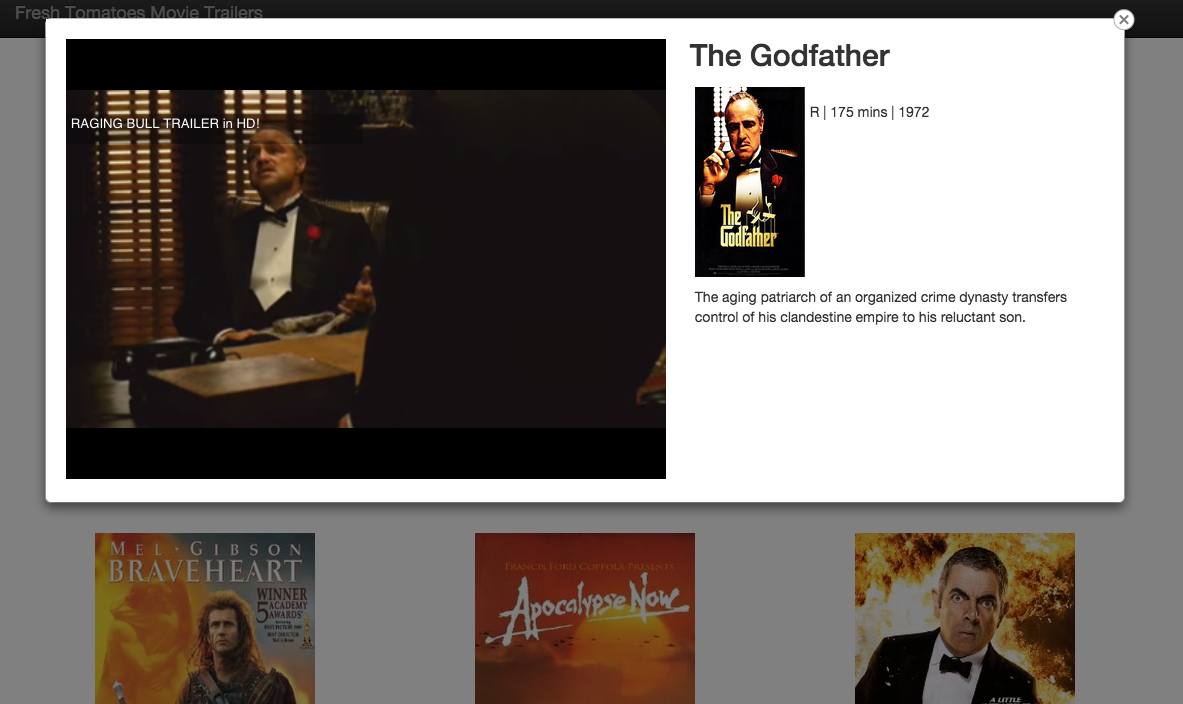 Fresh Tomatoes Movie Trailers
RAGING BULL TRAILER in HD!
The Godfather
R | 175 mins | 1972
The
Godfather
The aging patriarch of an organized crime dynasty transfers
control of his clandestine empire to his reluctant son.
MEL · GIBSON
BRAVEHEART
WINNER
5 ACADEMY
AWARDS
BEST PICTURE
BEST DIRECTOR
Mel Gibson
FRANCIS FORD COPPOLA PRESENTS
Apocalypse Now
A LITTLE